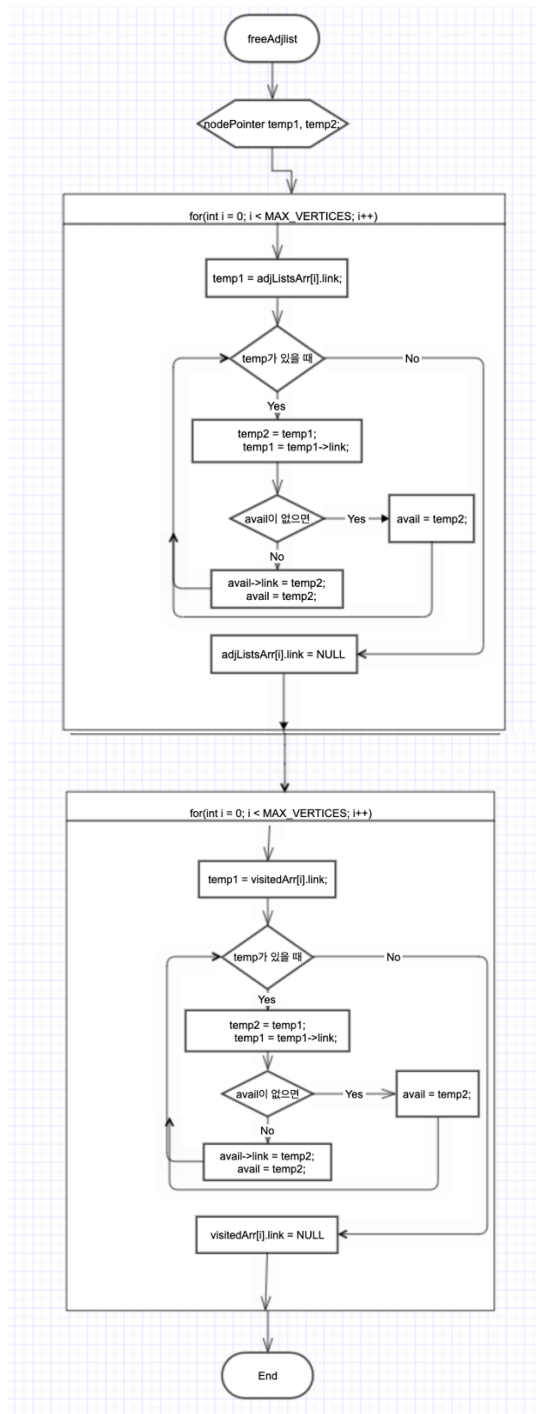 freeAdjlist
nodePointer temp1, temp2;
for(int i = 0; i < MAX_VERTICES; i++)
temp1 = adjListsArr[i].link;
temp가 있을 때
No
Yes
temp2 = temp1;
temp1 = temp1->link;
avail이 없으면
Yes
avail = temp2;
No
avail->link = temp2;
avail = temp2;
adjListsArr[i].link = NULL
for(int i = 0; i < MAX_VERTICES; i++)
temp1 = visitedArr[i].link;
temp가 있을 때
No
Yes
temp2 = temp1;
temp1 = temp1->link;
avail이 없으면
Yes
avail = temp2;
No
avail->link = temp2;
avail = temp2;
visitedArr[i].link = NULL
End